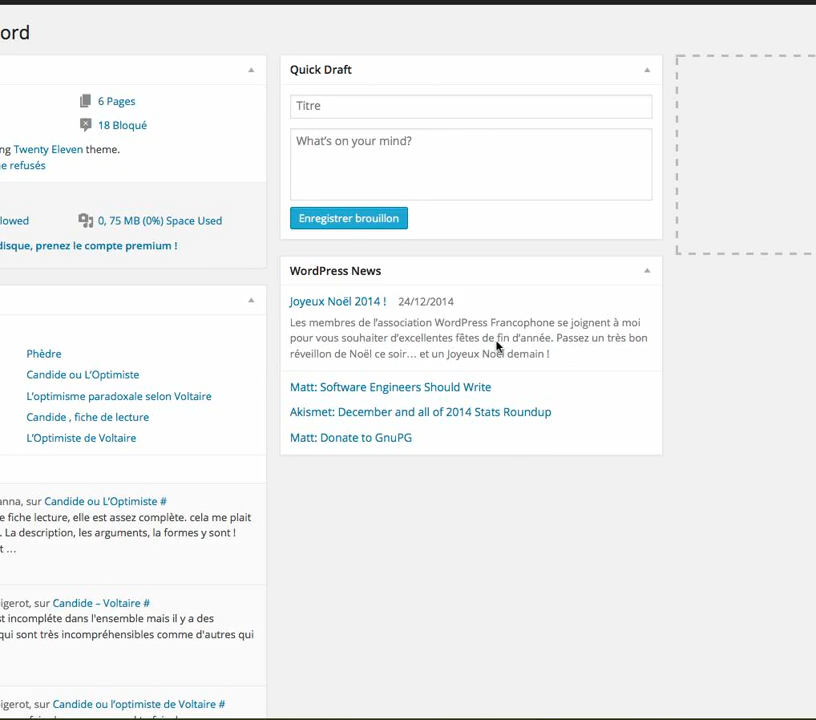 ord
6 Pages
18 Bloqué
ng Twenty Eleven theme.
e refusés
lowed
0, 75 MB (0%) Space Used
disque, prenez le compte premium !
Phèdre
Candide ou L'Optimiste
L'optimisme paradoxale selon Voltaire
Candide , fiche de lecture
L'Optimiste de Voltaire
anna, sur Candide ou L'Optimiste #
e fiche lecture, elle est assez complète. cela me plait
. La description, les arguments, la formes y sont !
t …
igerot, sur Candide – Voltaire #
st incompléte dans l'ensemble mais il y a des
qui sont très incompréhensibles comme d'autres qui
igerot, sur Candide ou l'optimiste de Voltaire #
Quick Draft
Titre
What's on your mind?
Enregistrer brouillon
WordPress News
Joyeux Noël 2014 ! 24/12/2014
Les membres de l'association WordPress Francophone se joignent à moi
pour vous souhaiter d'excellentes fêtes de fin d'année. Passez un très bon
réveillon de Noël ce soir… et un Joyeux Noël demain !
Matt: Software Engineers Should Write
Akismet: December and all of 2014 Stats Roundup
Matt: Donate to GnuPG